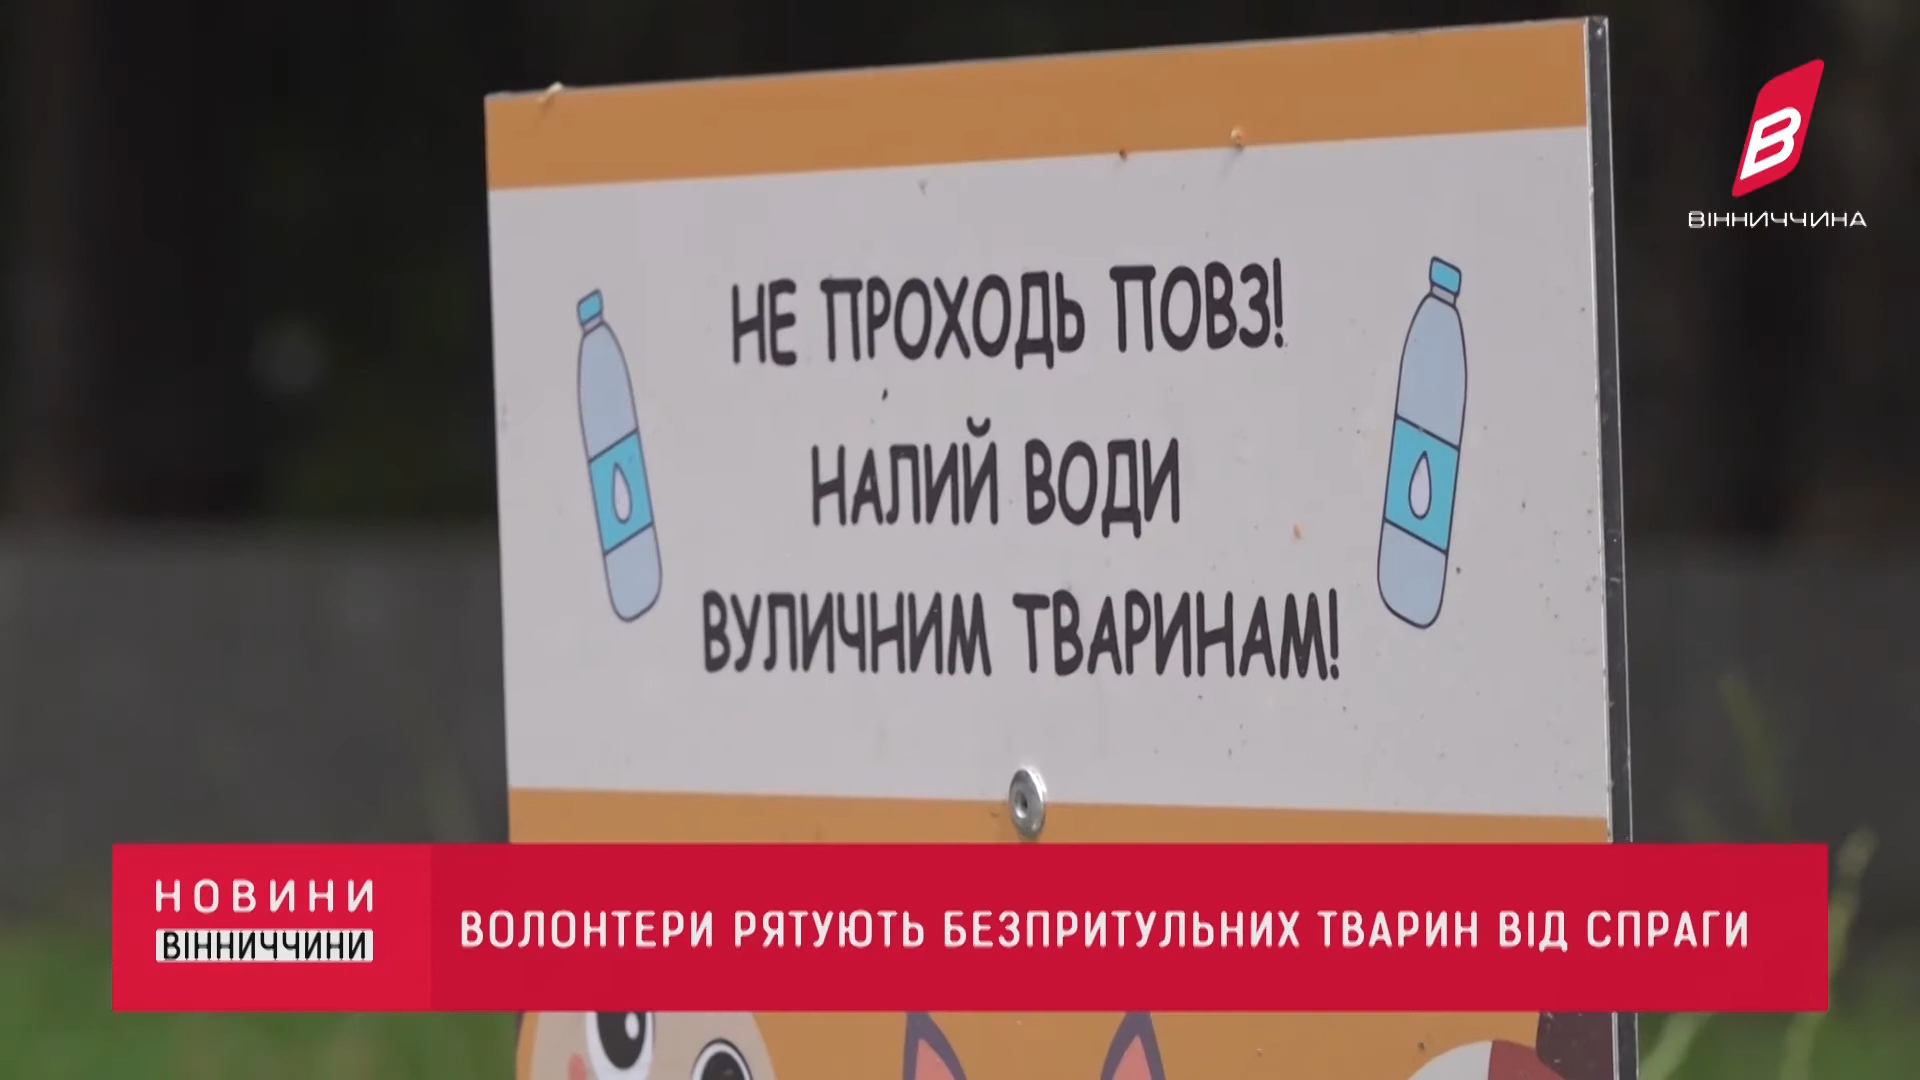 В
ВІННИЧЧИНА
НЕ ПРОХОДЬ ПОВЗ!
НАЛИЙ ВОДИ
ВУЛИЧНИМ ТВАРИНАМ!
НОВИНИ
ВІННИЧЧИНИ
ВОЛОНТЕРИ РЯТУЮТЬ БЕЗПРИТУЛЬНИХ ТВАРИН ВІД СПРАГИ